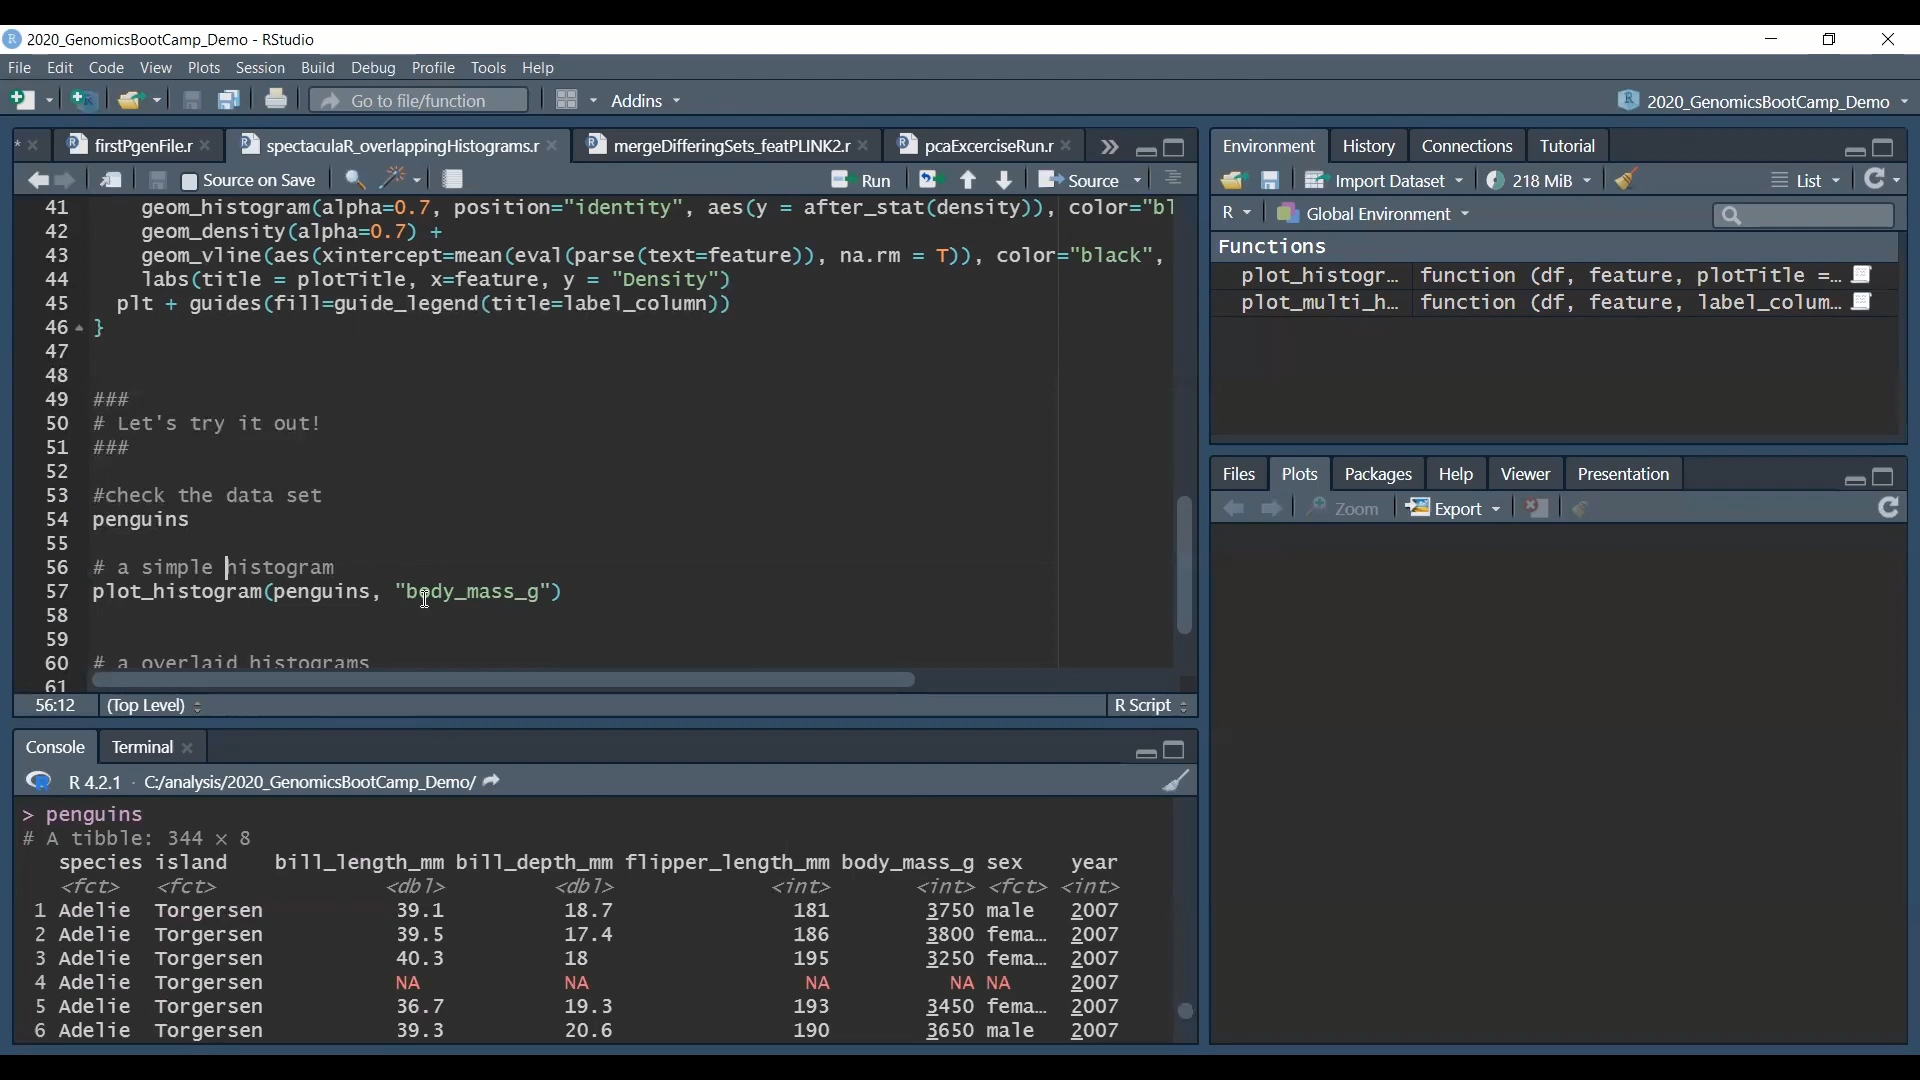 2020_GenomicsBootCamp_Demo - RStudio
File Edit Code View Plots Session Build Debug Profile Tools Help
Go to file/function Addins 2020_GenomicsBootCamp_Demo
* firstPgenFile.r spectaculaR_overlappingHistograms.r mergeDifferingSets_featPLINK2.r pcaExcerciseRun.r
Source on Save Run Source
41 geom_histogram(alpha=0.7, position="identity", aes(y = after_stat(density)), color="bl
42 geom_density(alpha=0.7) +
43 geom_vline(aes(xintercept=mean(eval(parse(text=feature)), na.rm = T)), color="black",
44 labs(title = plotTitle, x=feature, y = "Density")
45 plt + guides(fill=guide_legend(title=label_column))
46 }
47
48
49 ###
50 # Let's try it out!
51 ###
52
53 #check the data set
54 penguins
55
56 # a simple histogram
57 plot_histogram(penguins, "body_mass_g")
58
59
60 # a overlaid histograms
61
56:12 (Top Level) R Script
Console Terminal
R 4.2.1 · C:/analysis/2020_GenomicsBootCamp_Demo/
> penguins
# A tibble: 344 × 8
species island bill_length_mm bill_depth_mm flipper_length_mm body_mass_g sex year
<fct> <fct> <dbl> <dbl> <int> <int> <fct> <int>
1 Adelie Torgersen 39.1 18.7 181 3750 male 2007
2 Adelie Torgersen 39.5 17.4 186 3800 fema… 2007
3 Adelie Torgersen 40.3 18 195 3250 fema… 2007
4 Adelie Torgersen NA NA NA NA NA 2007
5 Adelie Torgersen 36.7 19.3 193 3450 fema… 2007
6 Adelie Torgersen 39.3 20.6 190 3650 male 2007
Environment History Connections Tutorial
Import Dataset 218 MiB List
R Global Environment
Functions
plot_histogr… function (df, feature, plotTitle =…
plot_multi_h… function (df, feature, label_colum…
Files Plots Packages Help Viewer Presentation
Zoom Export